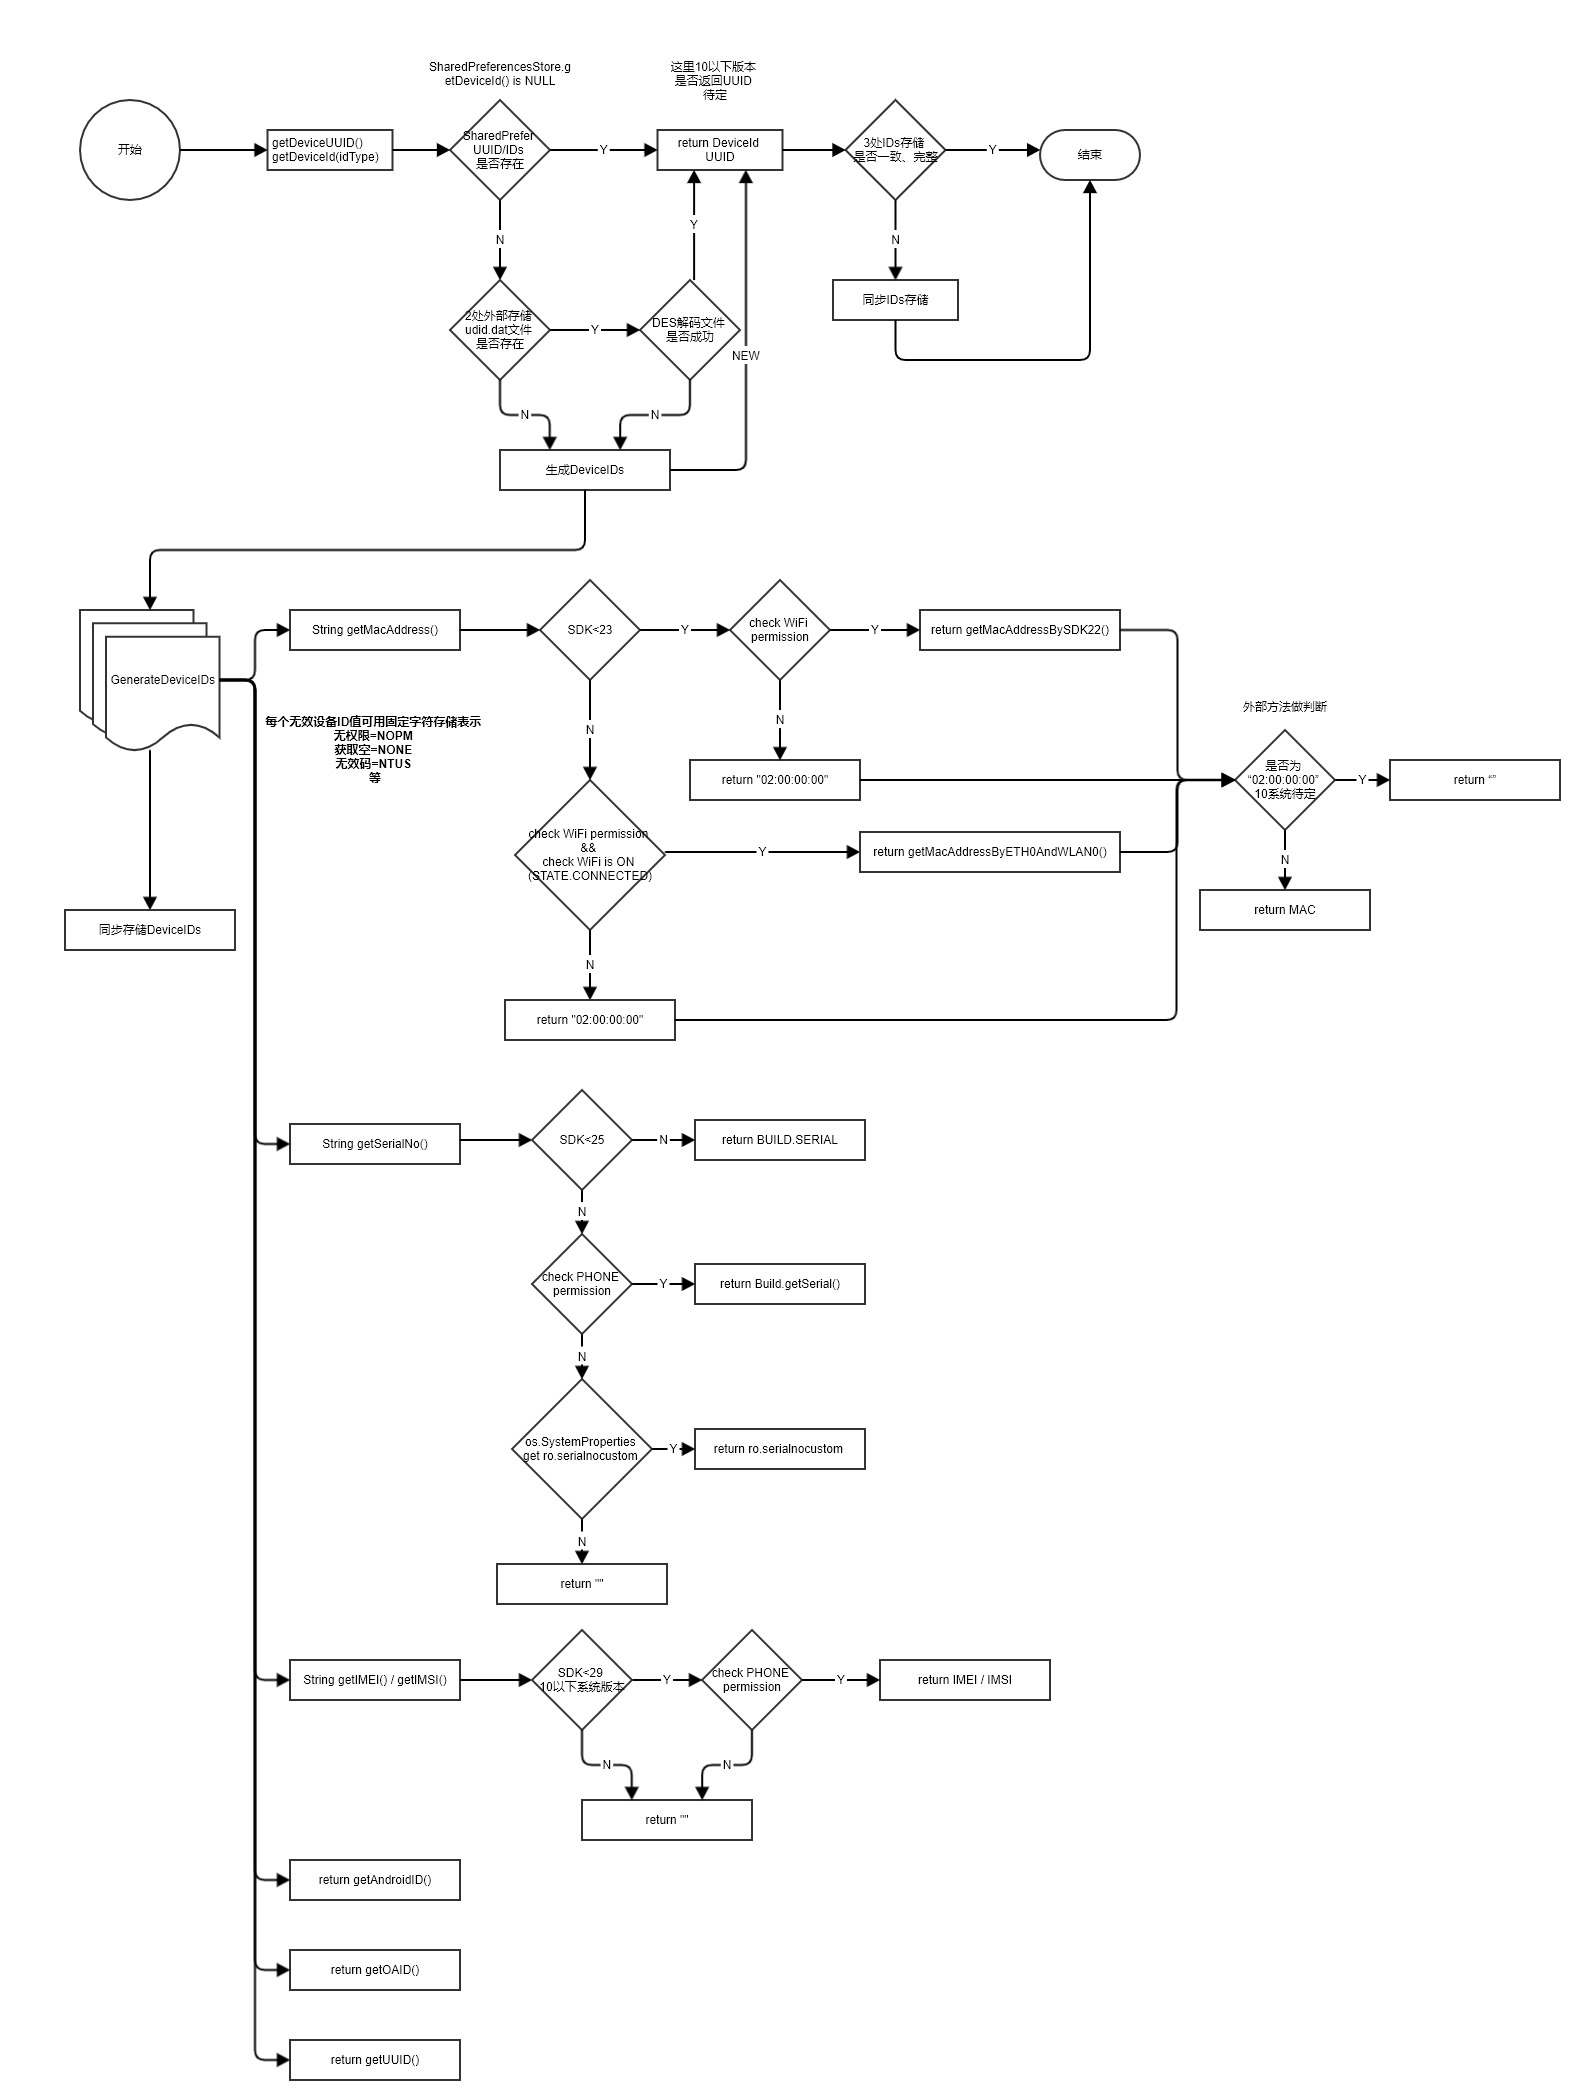 SharedPreferencesStore.g
etDeviceId() is NULL
这里10以下版本
是否返回UUID
待定
开始
getDeviceUUID()
getDeviceId(idType)
SharedPrefer
UUID/IDs
是否存在
Y
return DeviceId
UUID
3处IDs存储
是否一致、完整
Y
结束
N
Y
N
2处外部存储
udid.dat文件
是否存在
Y
DES解码文件
是否成功
同步IDs存储
NEW
N
N
生成DeviceIDs
GenerateDeviceIDs
String getMacAddress()
SDK<23
Y
check WiFi
permission
Y
return getMacAddressBySDK22()
每个无效设备ID值可用固定字符存储表示
无权限=NOPM
获取空=NONE
无效码=NTUS
等
N
N
外部方法做判断
return "02:00:00:00"
是否为
“02:00:00:00”
10系统待定
Y
return “”
check WiFi permission
&&
check WiFi is ON
(STATE.CONNECTED)
Y
return getMacAddressByETH0AndWLAN0()
N
return MAC
同步存储DeviceIDs
N
return "02:00:00:00"
String getSerialNo()
SDK<25
N
return BUILD.SERIAL
N
check PHONE
permission
Y
return Build.getSerial()
N
os.SystemProperties
get ro.serialnocustom
Y
return ro.serialnocustom
N
return ""
String getIMEI() / getIMSI()
SDK<29
10以下系统版本
Y
check PHONE
permission
Y
return IMEI / IMSI
N
N
return ""
return getAndroidID()
return getOAID()
return getUUID()